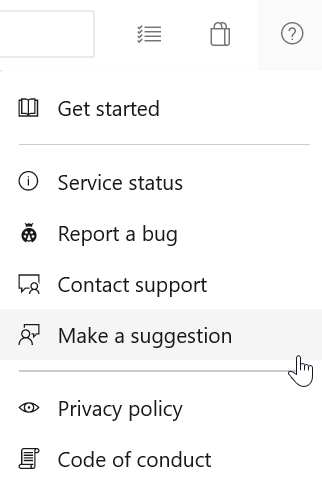 Get started
Service status
Report a bug
Contact support
Make a suggestion
Privacy policy
Code of conduct